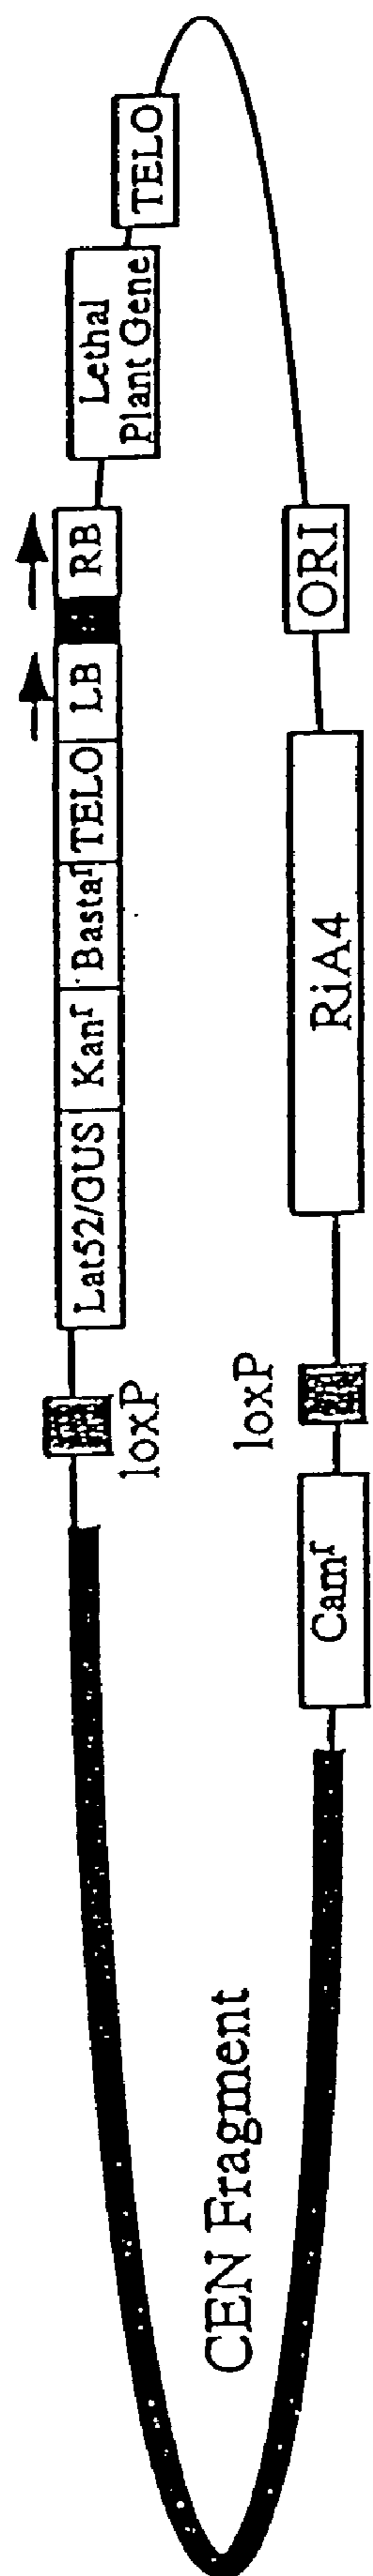 Lat52/GUS
Kanʳ
Bastaʳ
TELO
LB
RB
Lethal
Plant Gene
TELO
loxP
loxP
CEN Fragment
Camʳ
RiA4
ORI